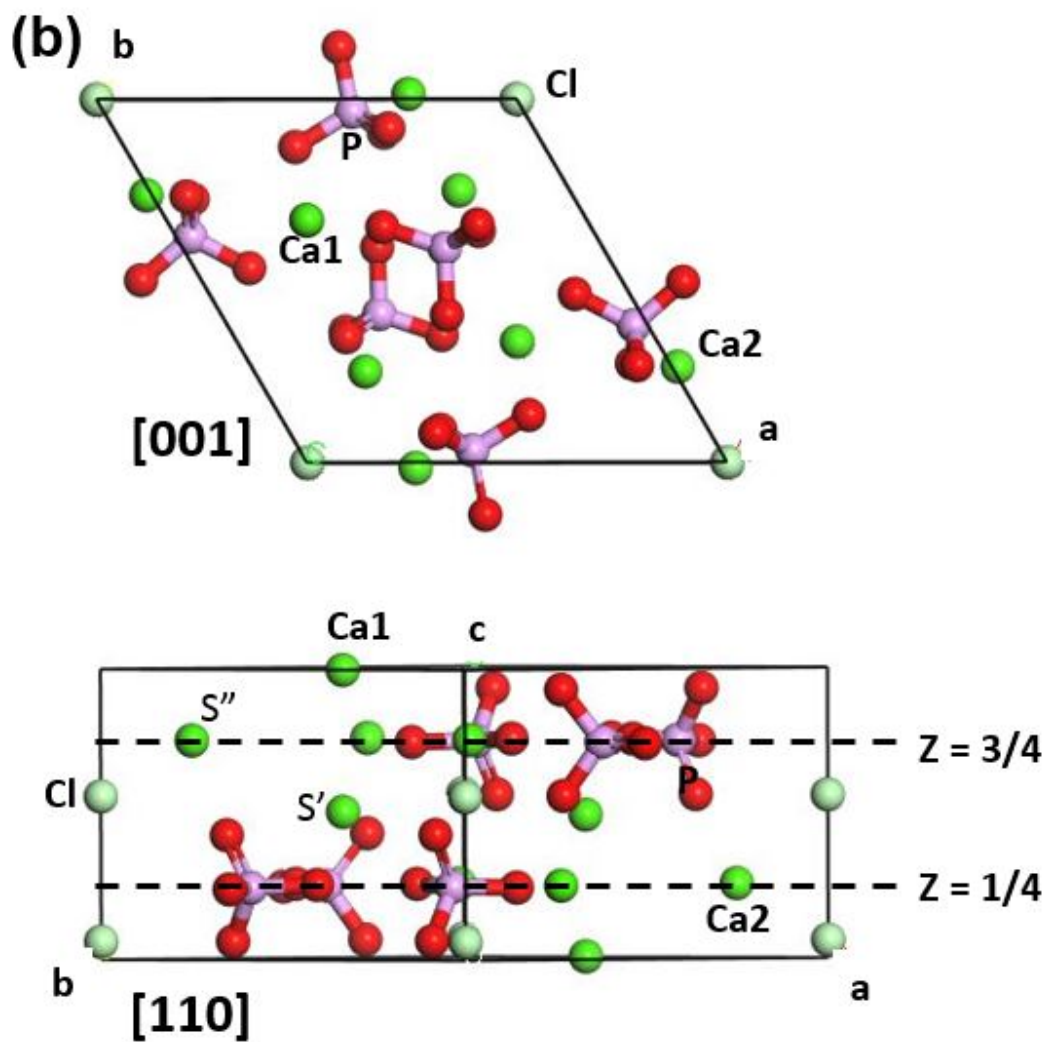 (b)
b
Cl
P
Ca1
Ca2
[001]
a
Ca1
c
S”
Z = 3/4
Cl
P
S’
Z = 1/4
Ca2
b
a
[110]